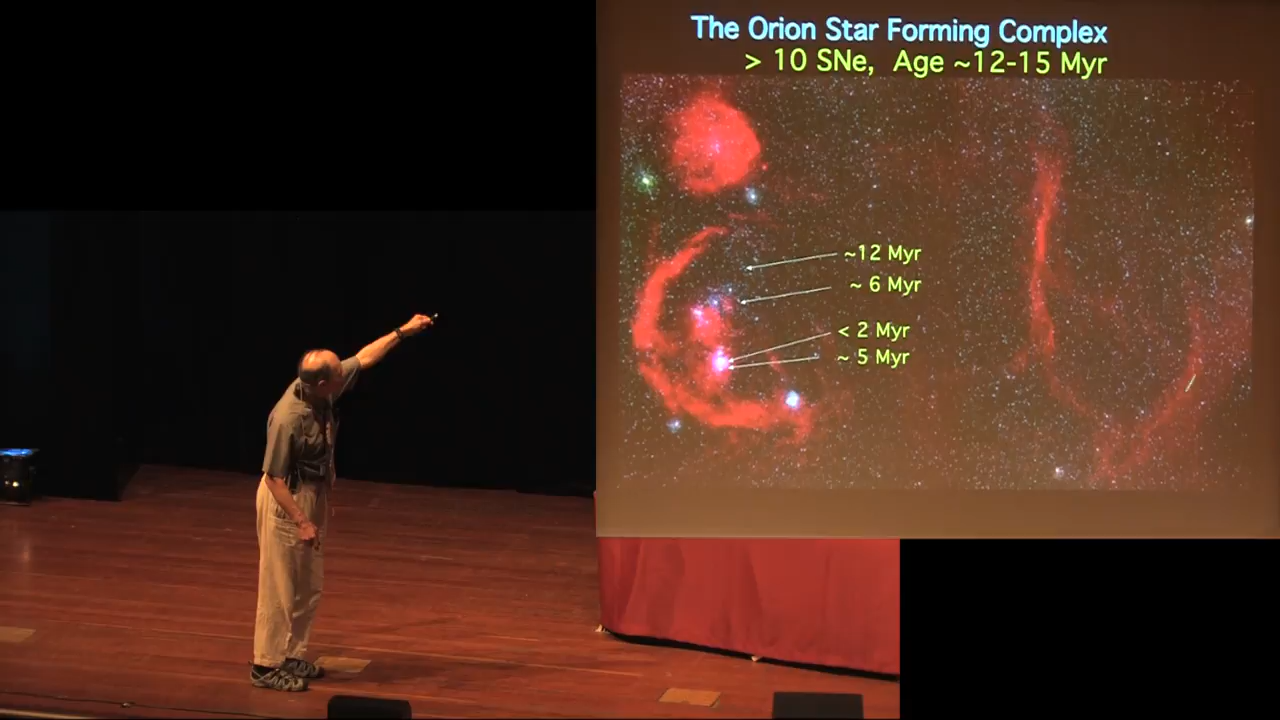 The Orion Star Forming Complex
> 10 SNe, Age ~12-15 Myr
~12 Myr
~ 6 Myr
< 2 Myr
~ 5 Myr